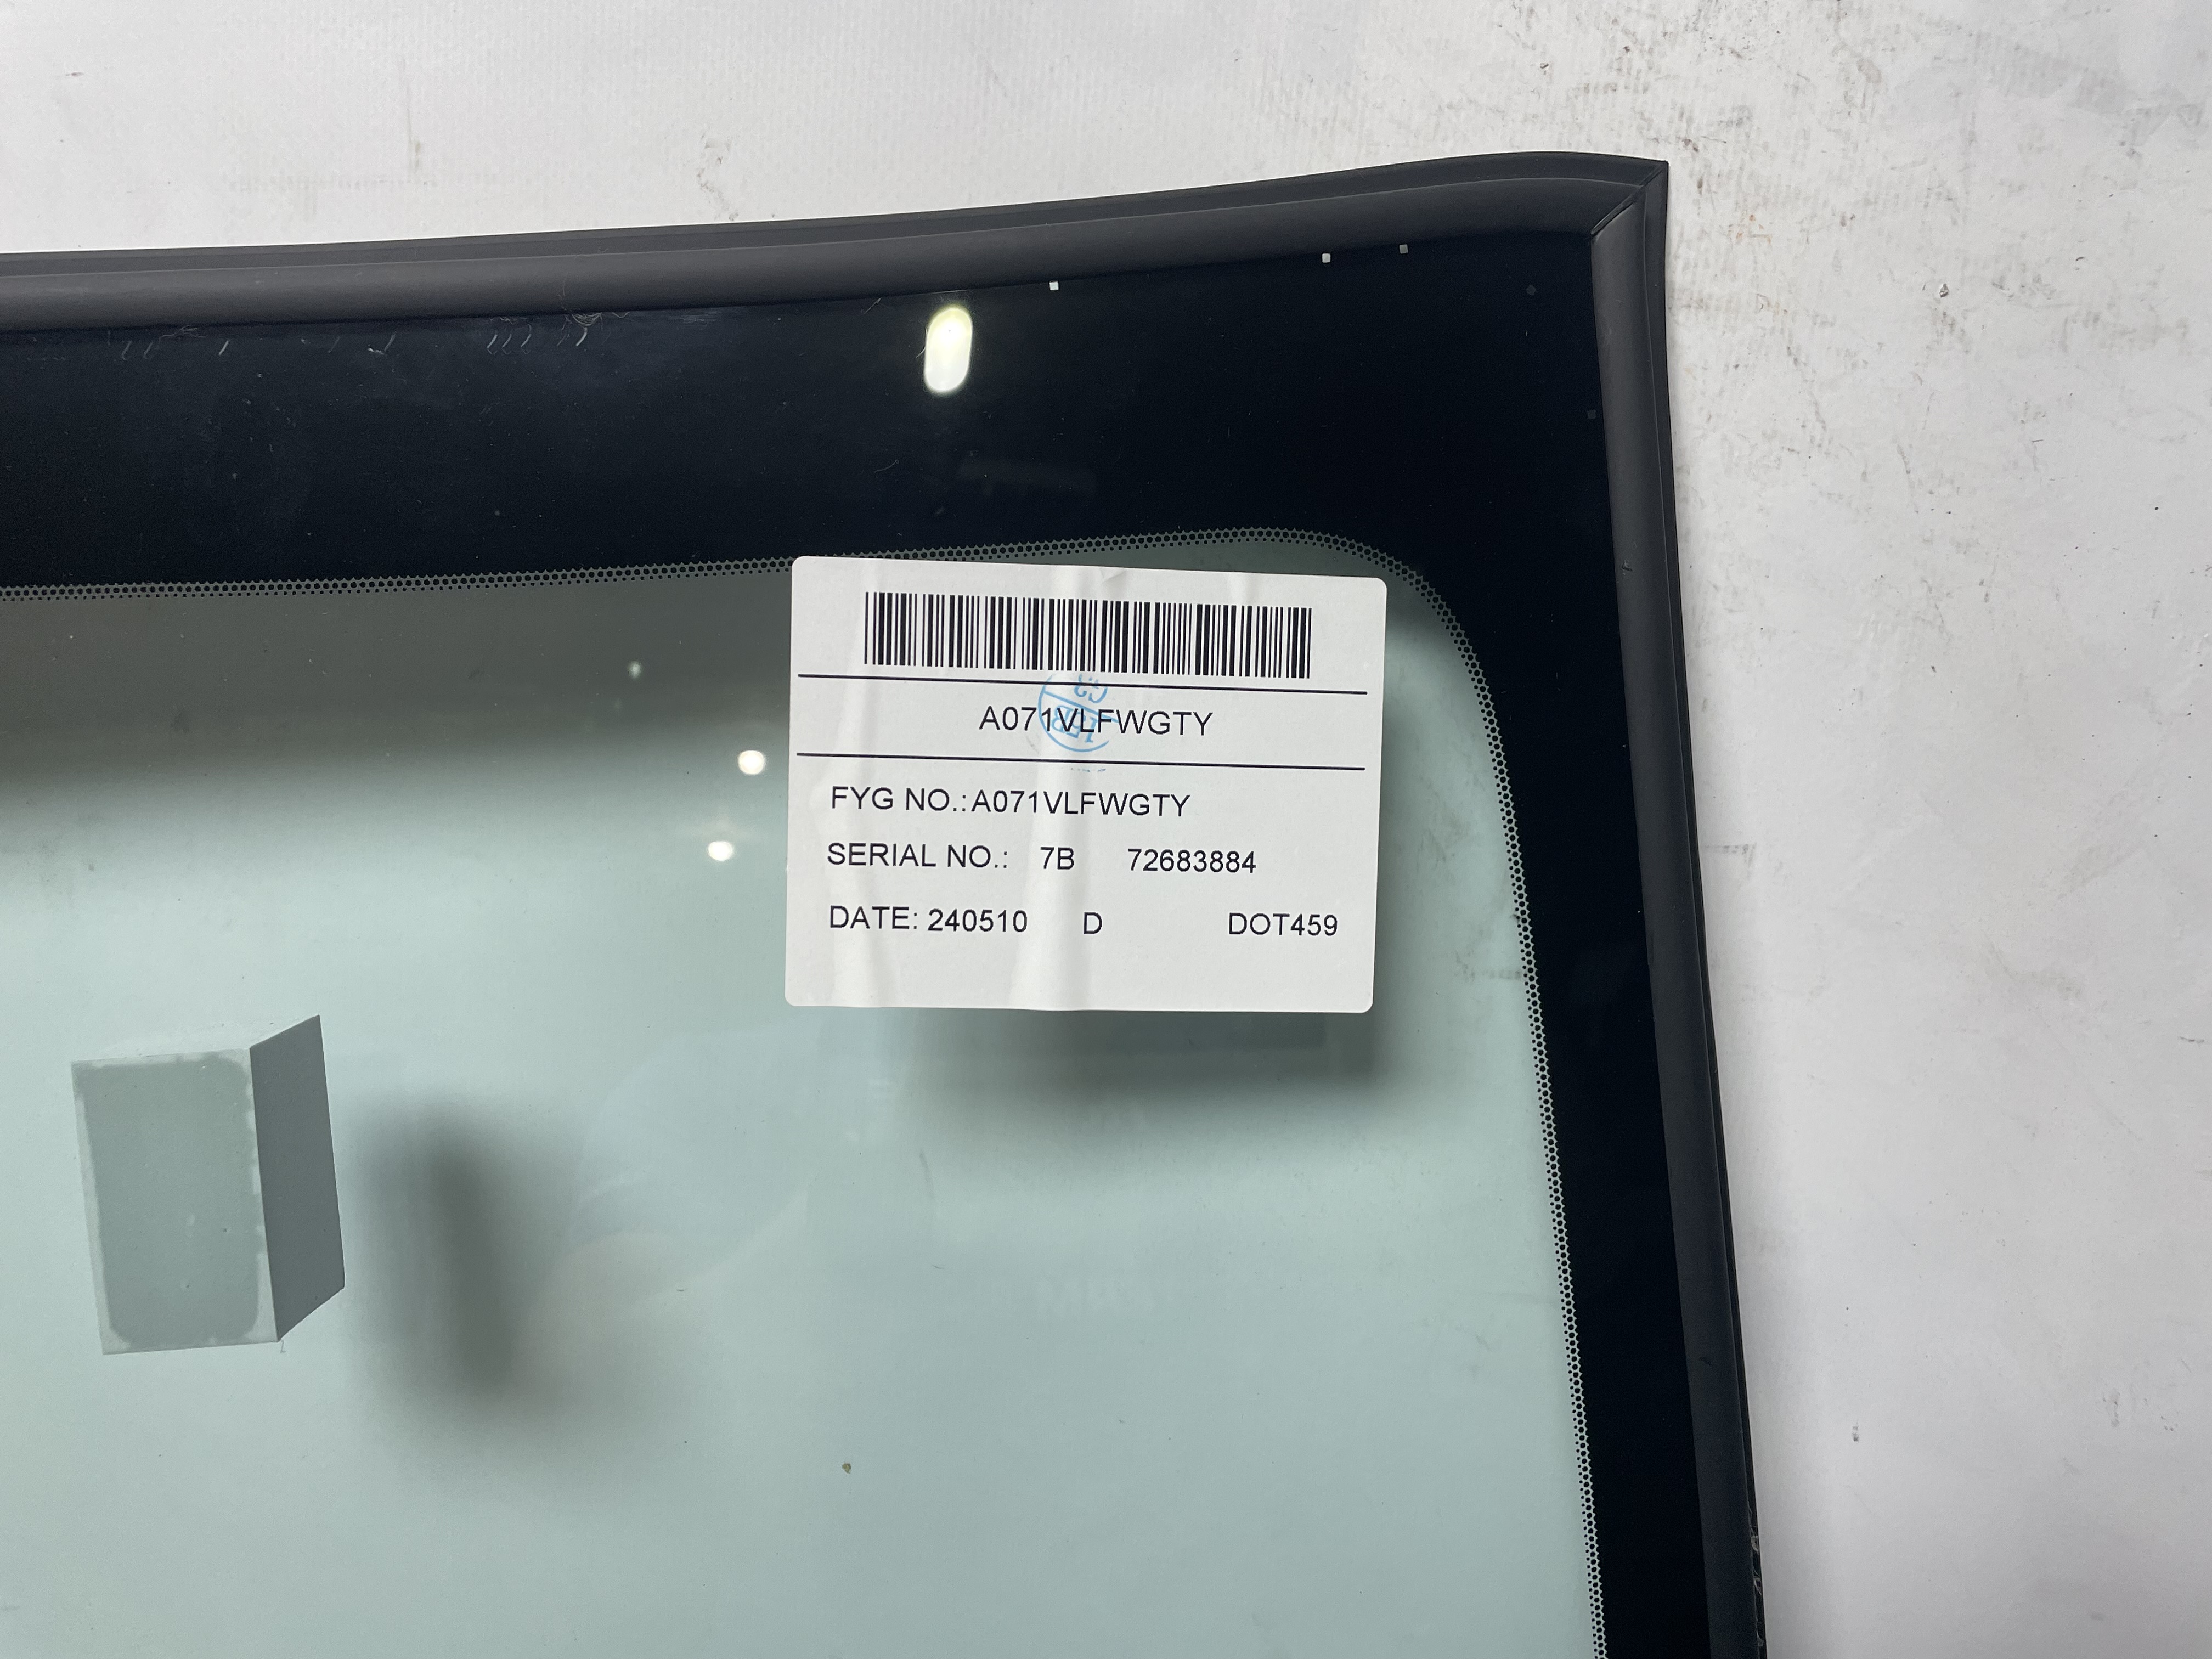 A071VLFWGTY
FYG NO.: A071VLFWGTY
SERIAL NO.: 7B 72683884
DATE: 240510 D DOT459